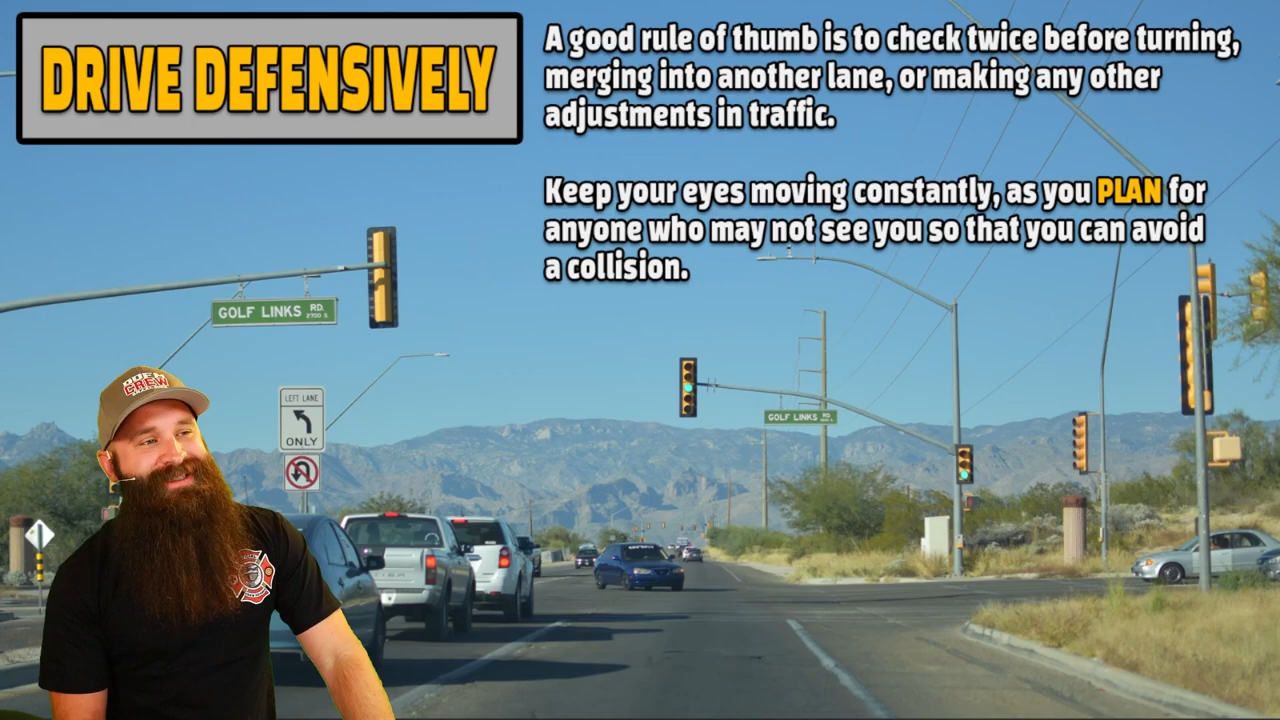 DRIVE DEFENSIVELY
A good rule of thumb is to check twice before turning,
merging into another lane, or making any other
adjustments in traffic.
Keep your eyes moving constantly, as you PLAN for
anyone who may not see you so that you can avoid
a collision.
GOLF LINKS RD.
2700 S.
GOLF LINKS RD.
LEFT LANE
ONLY
CREW